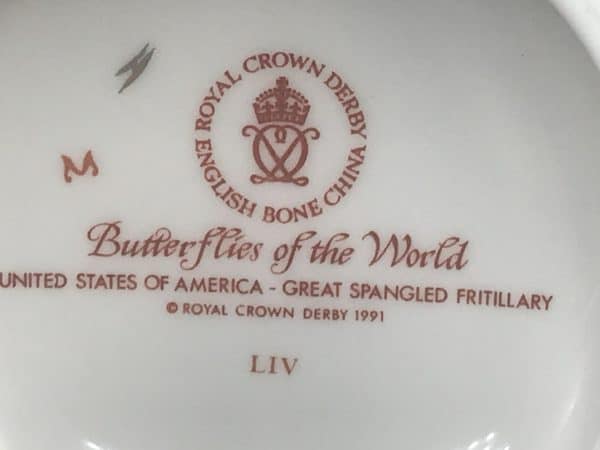 ROYAL CROWN DERBY
ENGLISH BONE CHINA
M
Butterflies of the World
UNITED STATES OF AMERICA - GREAT SPANGLED FRITILLARY
© ROYAL CROWN DERBY 1991
LIV